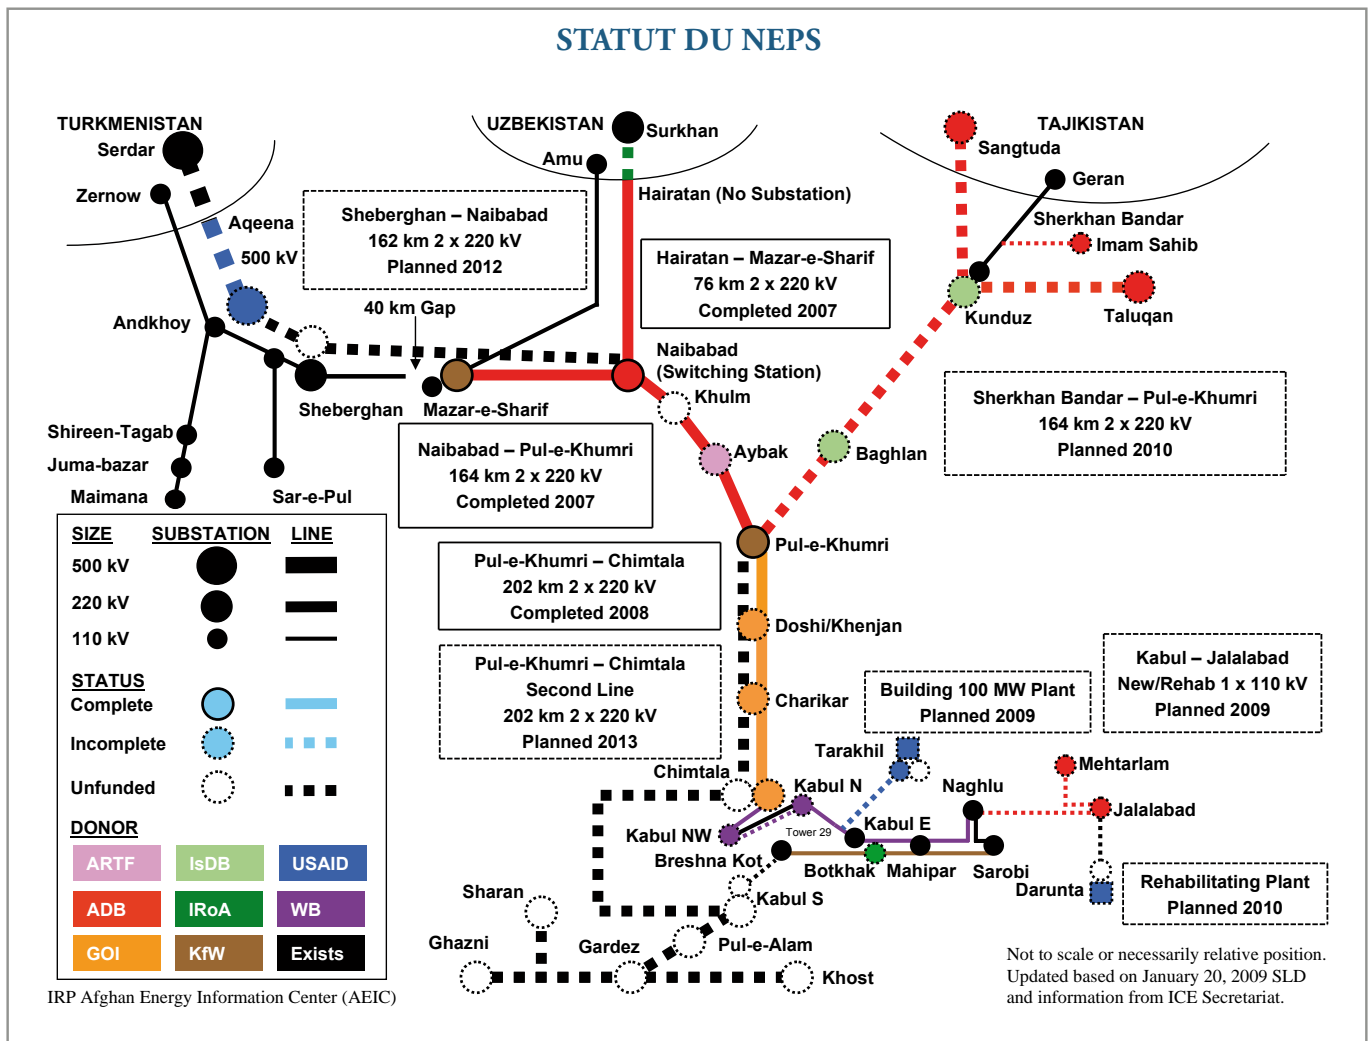 STATUT DU NEPS
TURKMENISTAN
Serdar
Zernow
Aqeena
500 kV
Andkhoy
Shireen-Tagab
Juma-bazar
Maimana
Sar-e-Pul
Sheberghan
UZBEKISTAN
Surkhan
Amu
Hairatan (No Substation)
Sheberghan – Naibabad
162 km 2 x 220 kV
Planned 2012
40 km Gap
Mazar-e-Sharif
Hairatan – Mazar-e-Sharif
76 km 2 x 220 kV
Completed 2007
Naibabad
(Switching Station)
Khulm
Aybak
TAJIKISTAN
Sangtuda
Geran
Sherkhan Bandar
Imam Sahib
Kunduz
Taluqan
Baghlan
Sherkhan Bandar – Pul-e-Khumri
164 km 2 x 220 kV
Planned 2010
Naibabad – Pul-e-Khumri
164 km 2 x 220 kV
Completed 2007
Pul-e-Khumri
Pul-e-Khumri – Chimtala
202 km 2 x 220 kV
Completed 2008
Doshi/Khenjan
Pul-e-Khumri – Chimtala
Second Line
202 km 2 x 220 kV
Planned 2013
Charikar
Building 100 MW Plant
Planned 2009
Kabul – Jalalabad
New/Rehab 1 x 110 kV
Planned 2009
Tarakhil
Chimtala
Kabul N
Naghlu
Mehtarlam
Jalalabad
Kabul NW
Tower 29
Kabul E
Breshna Kot
Botkhak
Mahipar
Sarobi
Darunta
Rehabilitating Plant
Planned 2010
Kabul S
Sharan
Ghazni
Gardez
Pul-e-Alam
Khost
SIZE SUBSTATION LINE
500 kV
220 kV
110 kV
STATUS
Complete
Incomplete
Unfunded
DONOR
ARTF IsDB USAID
ADB IRoA WB
GOI KfW Exists
IRP Afghan Energy Information Center (AEIC)
Not to scale or necessarily relative position.
Updated based on January 20, 2009 SLD
and information from ICE Secretariat.